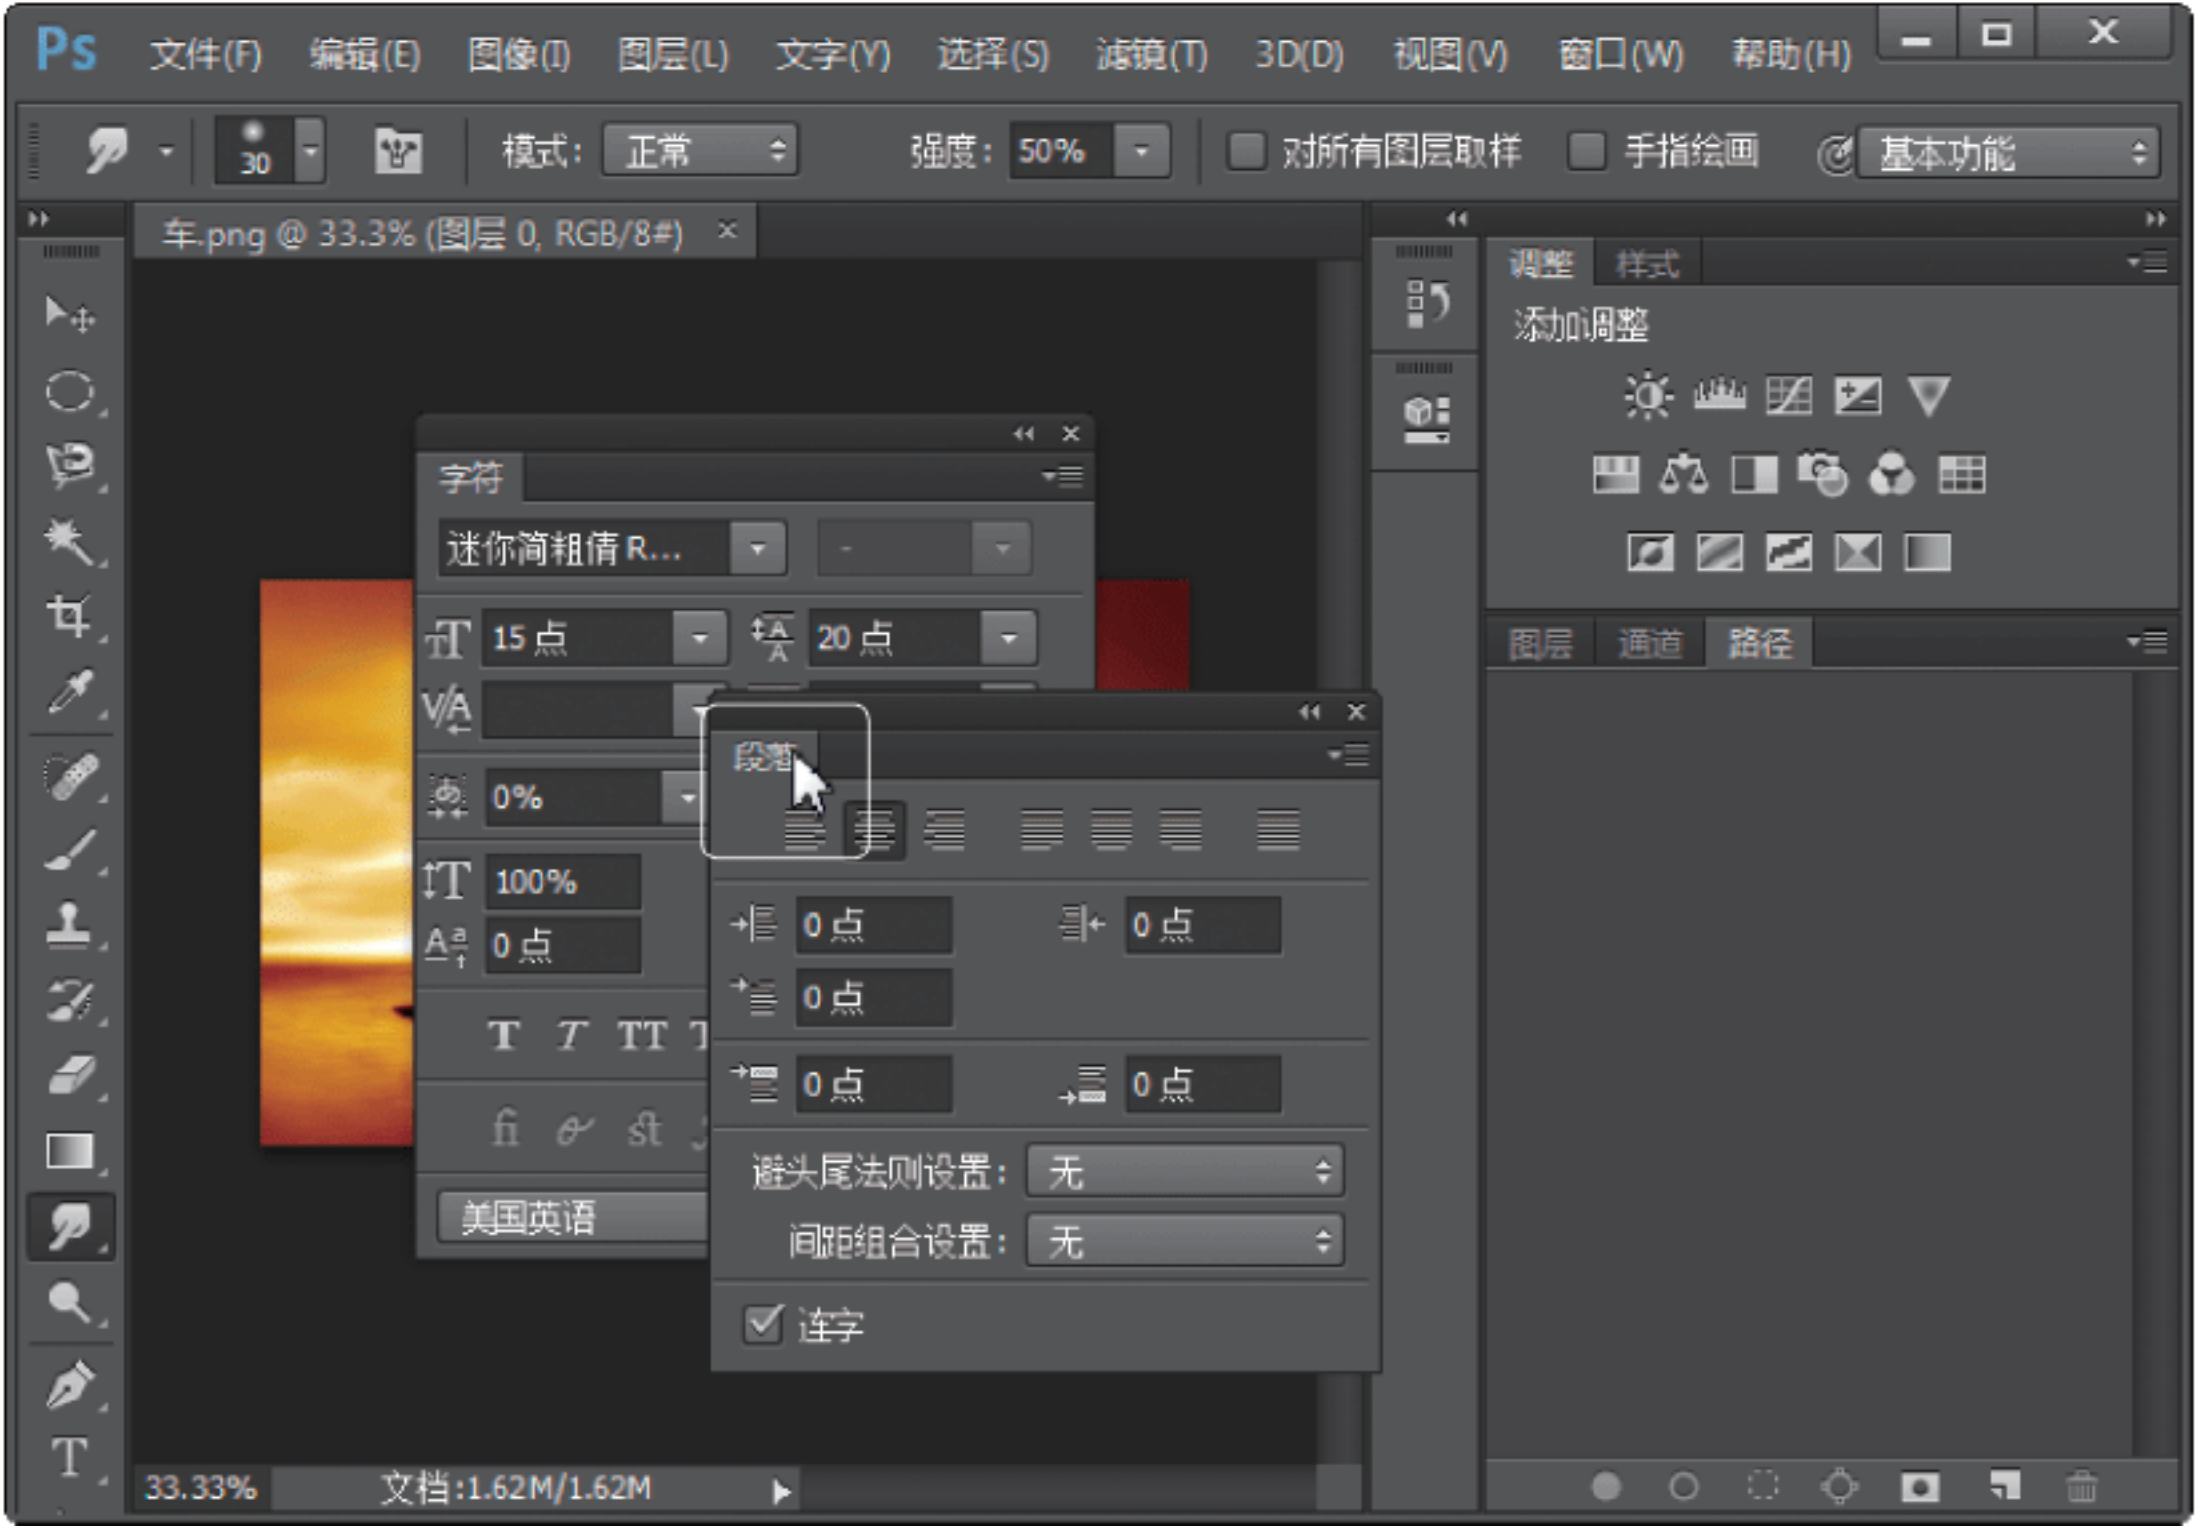 Ps 文件(F) 编辑(E) 图像(I) 图层(L) 文字(Y) 选择(S) 滤镜(T) 3D(D) 视图(V) 窗口(W) 帮助(H)
30 模式: 正常 强度: 50% 对所有图层取样 手指绘画 基本功能
车.png @ 33.3% (图层 0, RGB/8#)
调整 样式
添加调整
字符
迷你简粗倩 R... -
15 点 20 点
图层 通道 路径
段落
0%
100%
0 点
0 点 0 点
0 点
0 点 0 点
避头尾法则设置: 无
美国英语
间距组合设置: 无
连字
33.33% 文档:1.62M/1.62M